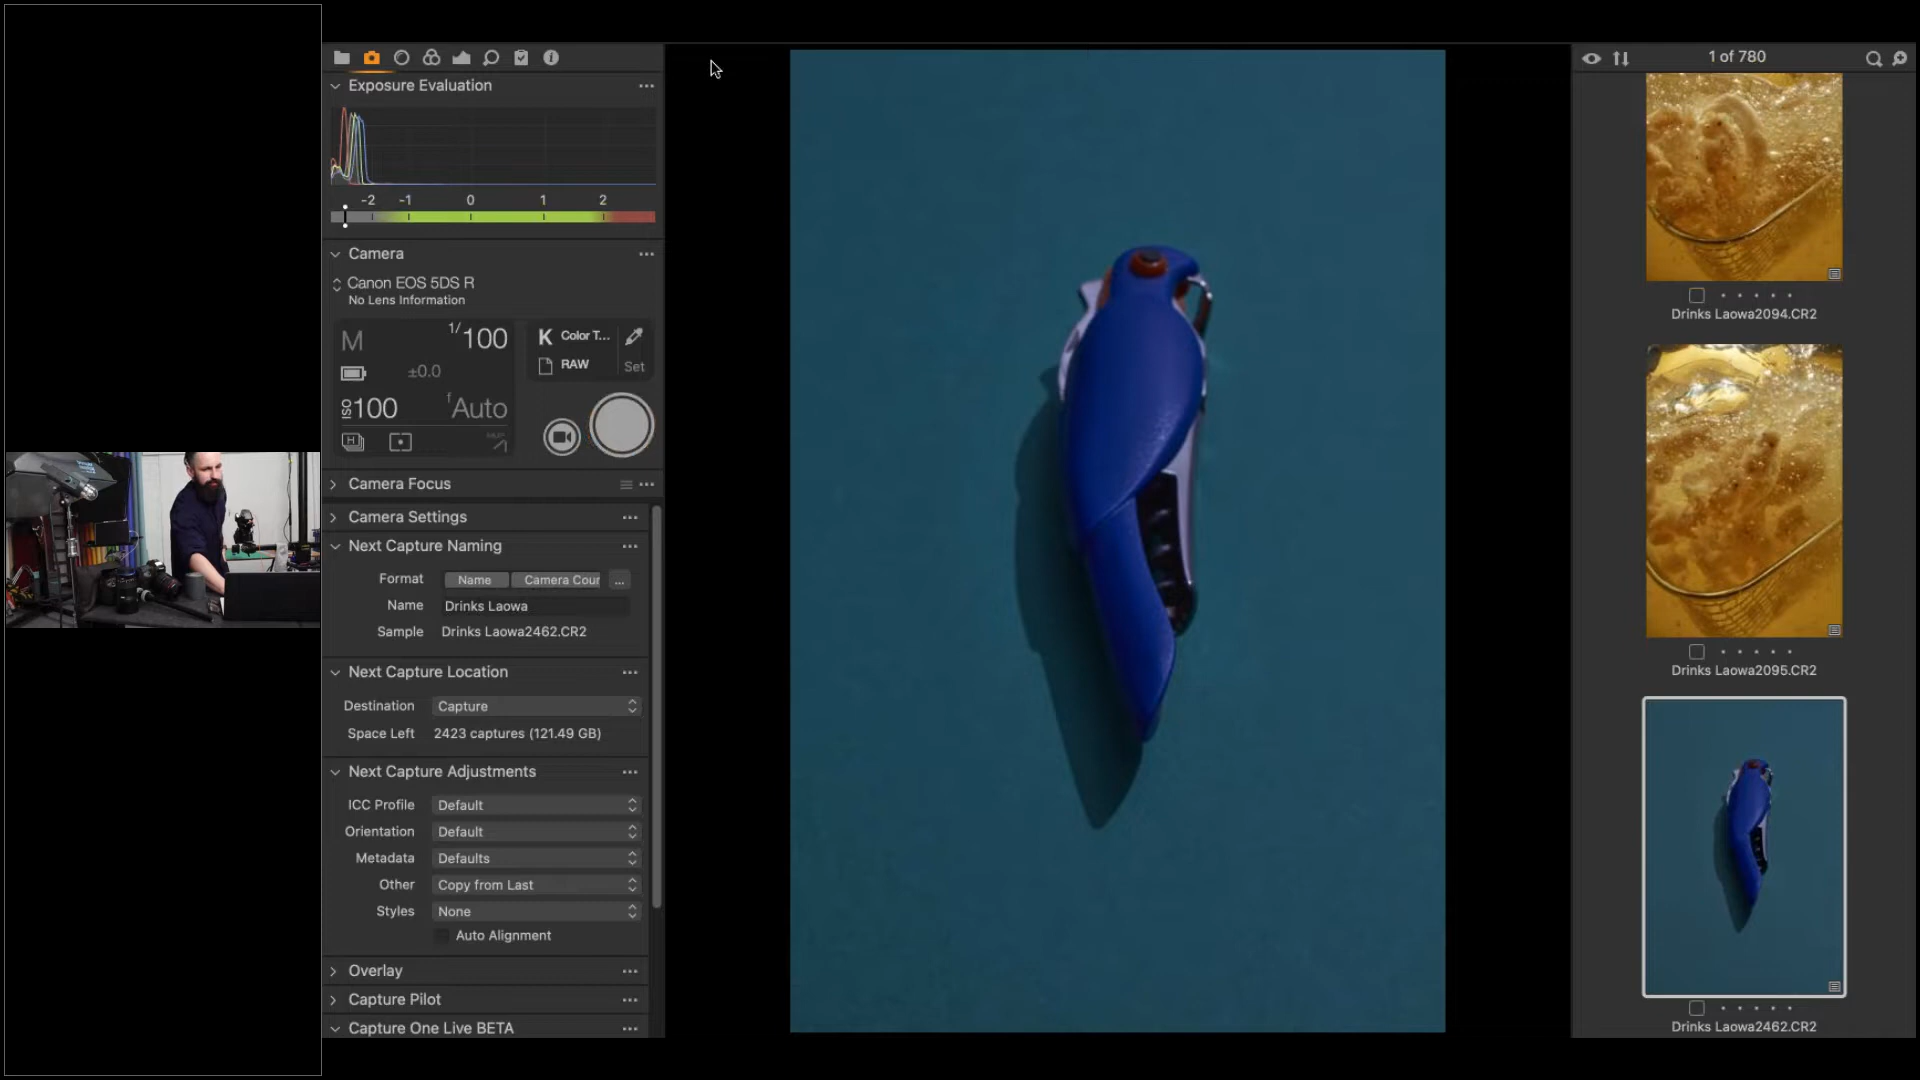 Exposure Evaluation
-2 -1 0 1 2
Camera
Canon EOS 5DS R
No Lens Information
M 1/100
K Color T...
±0.0
RAW
Set
ISO 100
f Auto
H
Camera Focus
Camera Settings
Next Capture Naming
Format Name Camera Cour ...
Name Drinks Laowa
Sample Drinks Laowa2462.CR2
Next Capture Location
Destination Capture
Space Left 2423 captures (121.49 GB)
Next Capture Adjustments
ICC Profile Default
Orientation Default
Metadata Defaults
Other Copy from Last
Styles None
Auto Alignment
Overlay
Capture Pilot
Capture One Live BETA
1 of 780
Drinks Laowa2094.CR2
Drinks Laowa2095.CR2
Drinks Laowa2462.CR2